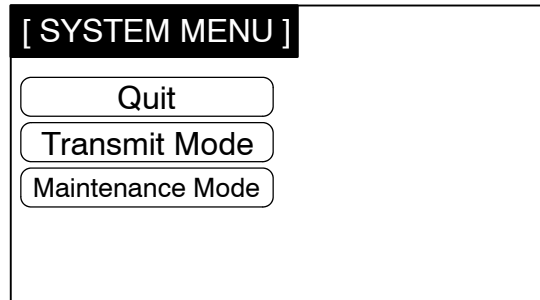 [ SYSTEM MENU ]
Quit
Transmit Mode
Maintenance Mode